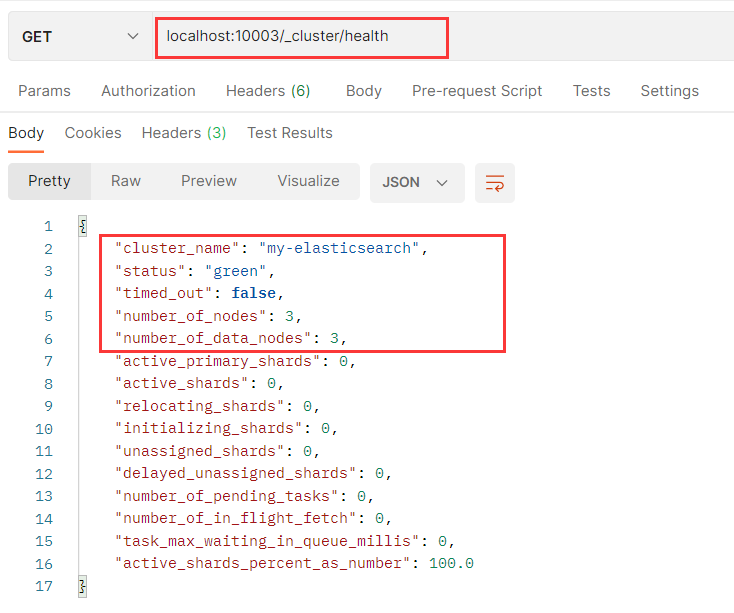 GET localhost:10003/_cluster/health
Params Authorization Headers (6) Body Pre-request Script Tests Settings
Body Cookies Headers (3) Test Results
Pretty Raw Preview Visualize JSON
1 {
2 "cluster_name": "my-elasticsearch",
3 "status": "green",
4 "timed_out": false,
5 "number_of_nodes": 3,
6 "number_of_data_nodes": 3,
7 "active_primary_shards": 0,
8 "active_shards": 0,
9 "relocating_shards": 0,
10 "initializing_shards": 0,
11 "unassigned_shards": 0,
12 "delayed_unassigned_shards": 0,
13 "number_of_pending_tasks": 0,
14 "number_of_in_flight_fetch": 0,
15 "task_max_waiting_in_queue_millis": 0,
16 "active_shards_percent_as_number": 100.0
17 }